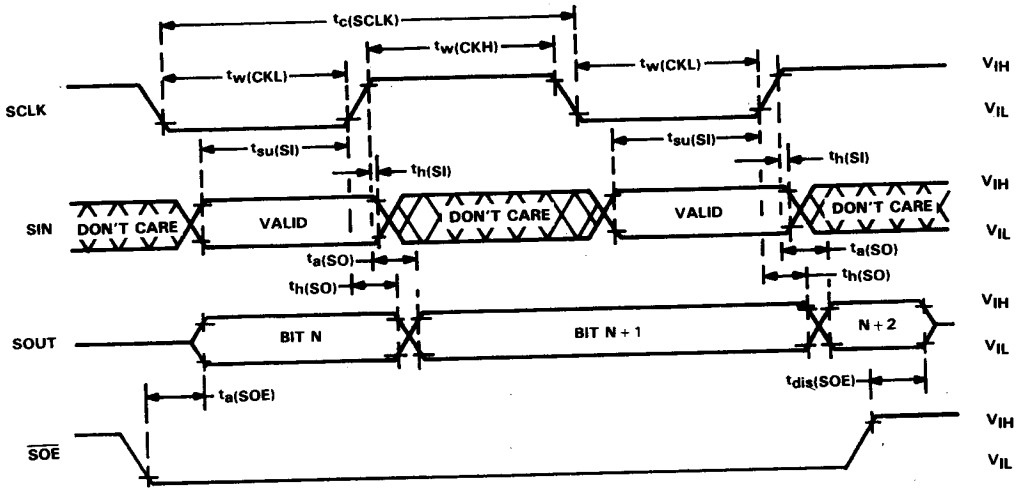 tc(SCLK)
tw(CKH)
tw(CKL)
tw(CKL)
VIH
SCLK
VIL
tsu(SI)
tsu(SI)
th(SI)
th(SI)
VIH
SIN
DON'T CARE
VALID
DON'T CARE
VALID
DON'T CARE
VIL
ta(SO)
ta(SO)
th(SO)
th(SO)
VIH
SOUT
BIT N
BIT N + 1
N + 2
VIL
ta(SOE)
tdis(SOE)
VIH
SOE
VIL